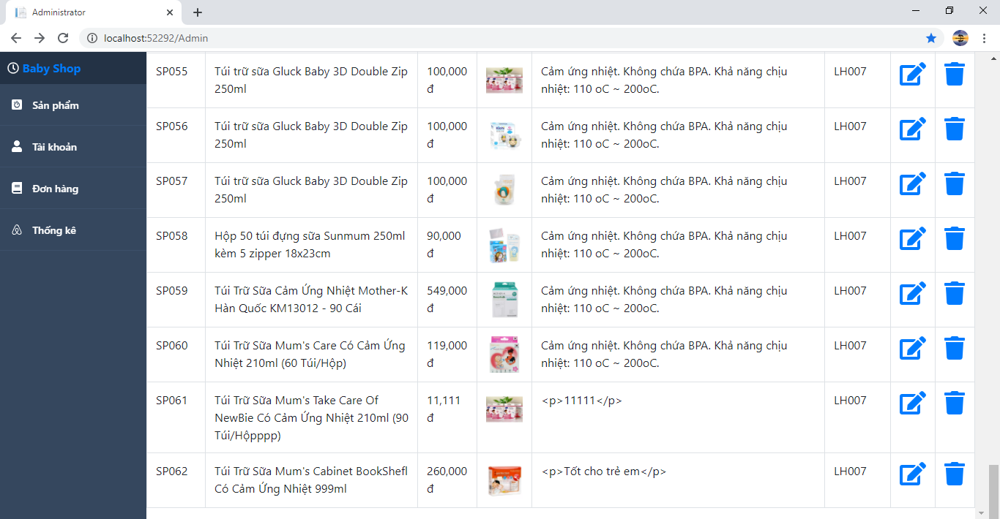 Administrator
localhost:52292/Admin
Baby Shop
Sản phẩm
Tài khoản
Đơn hàng
Thống kê
SP055
Túi trữ sữa Gluck Baby 3D Double Zip
250ml
100,000
đ
Cảm ứng nhiệt. Không chứa BPA. Khả năng chịu
nhiệt: 110 oC ~ 200oC.
LH007
SP056
Túi trữ sữa Gluck Baby 3D Double Zip
250ml
100,000
đ
Cảm ứng nhiệt. Không chứa BPA. Khả năng chịu
nhiệt: 110 oC ~ 200oC.
LH007
SP057
Túi trữ sữa Gluck Baby 3D Double Zip
250ml
100,000
đ
Cảm ứng nhiệt. Không chứa BPA. Khả năng chịu
nhiệt: 110 oC ~ 200oC.
LH007
SP058
Hộp 50 túi đựng sữa Sunmum 250ml
kèm 5 zipper 18x23cm
90,000
đ
Cảm ứng nhiệt. Không chứa BPA. Khả năng chịu
nhiệt: 110 oC ~ 200oC.
LH007
SP059
Túi Trữ Sữa Cảm Ứng Nhiệt Mother-K
Hàn Quốc KM13012 - 90 Cái
549,000
đ
Cảm ứng nhiệt. Không chứa BPA. Khả năng chịu
nhiệt: 110 oC ~ 200oC.
LH007
SP060
Túi Trữ Sữa Mum's Care Có Cảm Ứng
Nhiệt 210ml (60 Túi/Hộp)
119,000
đ
Cảm ứng nhiệt. Không chứa BPA. Khả năng chịu
nhiệt: 110 oC ~ 200oC.
LH007
SP061
Túi Trữ Sữa Mum's Take Care Of
NewBie Có Cảm Ứng Nhiệt 210ml (90
Túi/Hộpppp)
11,111
đ
<p>11111</p>
LH007
SP062
Túi Trữ Sữa Mum's Cabinet BookShefl
Có Cảm Ứng Nhiệt 999ml
260,000
đ
<p>Tốt cho trẻ em</p>
LH007